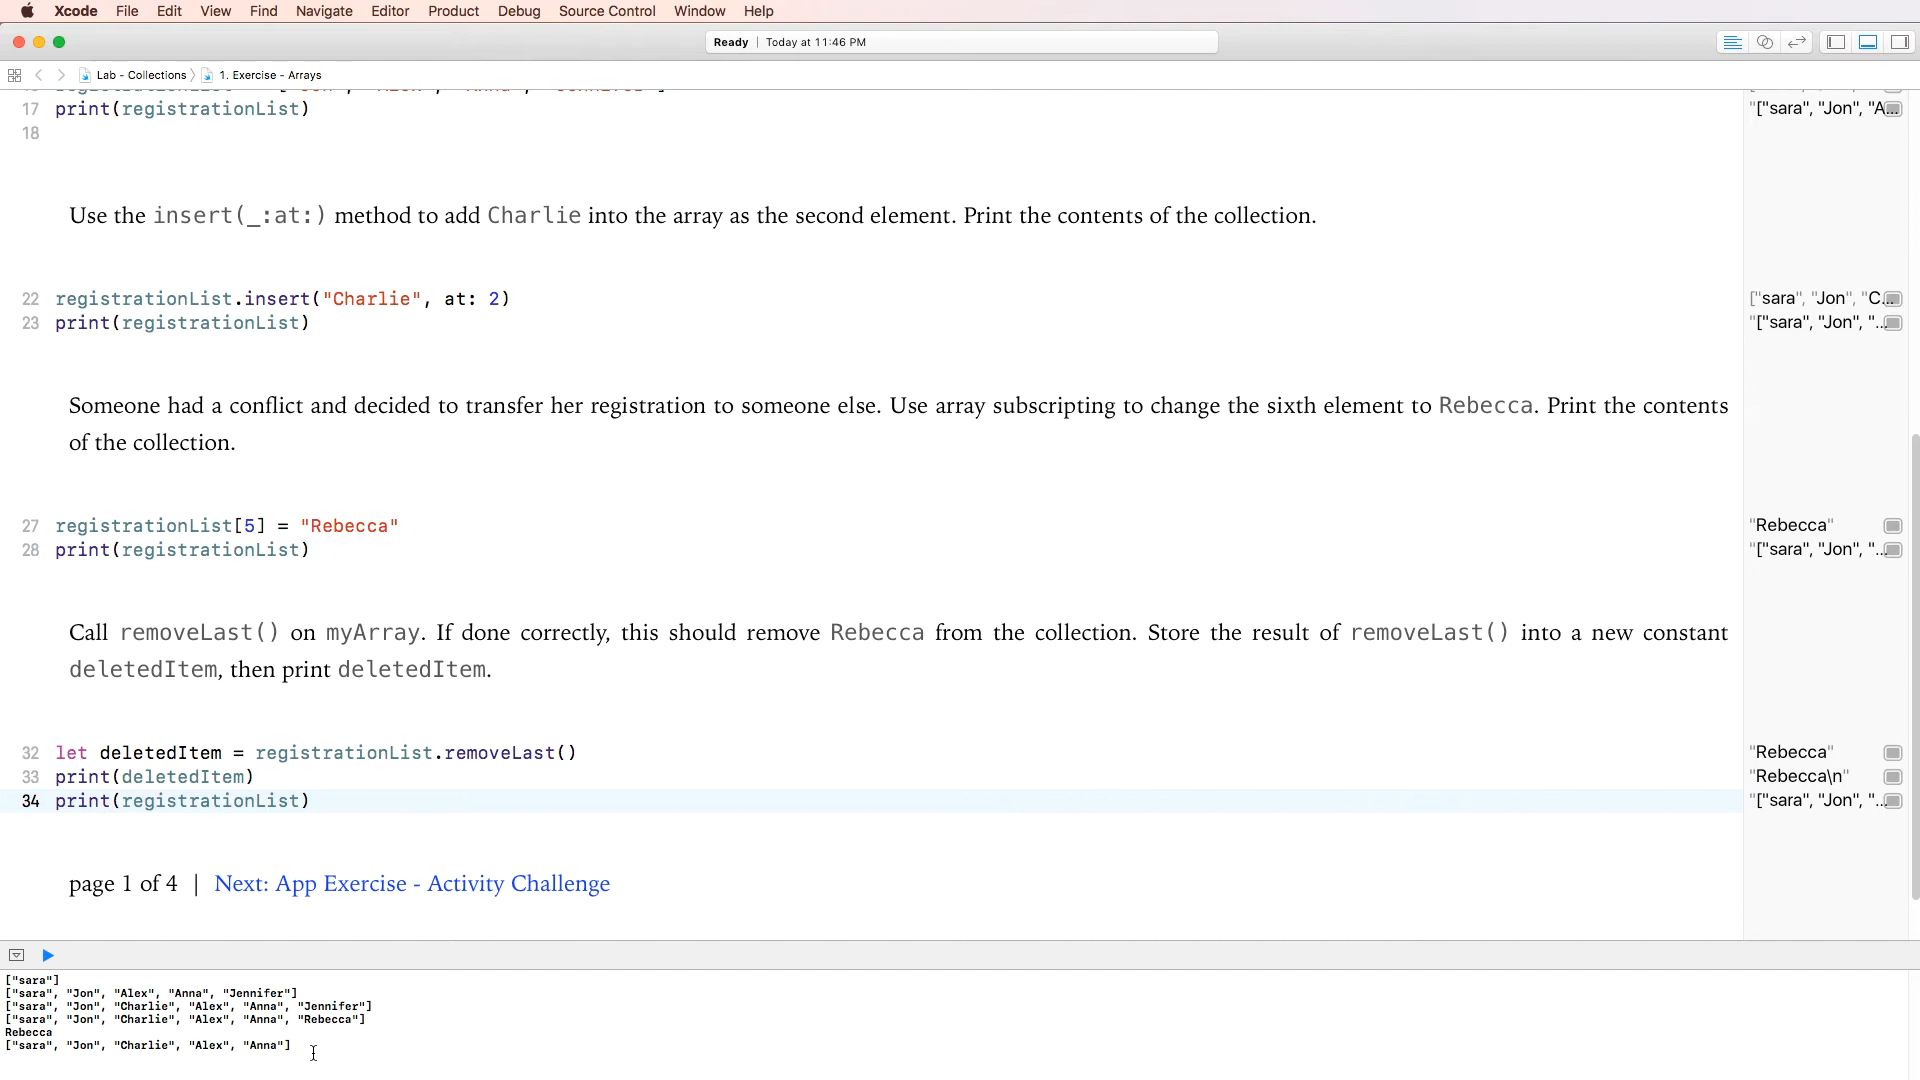 Xcode File Edit View Find Navigate Editor Product Debug Source Control Window Help
Ready | Today at 11:46 PM
Lab - Collections 1. Exercise - Arrays
17 print(registrationList)
"["sara", "Jon", "A...
18
Use the insert(_:at:) method to add Charlie into the array as the second element. Print the contents of the collection.
22 registrationList.insert("Charlie", at: 2)
["sara", "Jon", "C...
23 print(registrationList)
"["sara", "Jon", "...
Someone had a conflict and decided to transfer her registration to someone else. Use array subscripting to change the sixth element to Rebecca. Print the contents
of the collection.
27 registrationList[5] = "Rebecca"
"Rebecca"
28 print(registrationList)
"["sara", "Jon", "...
Call removeLast() on myArray. If done correctly, this should remove Rebecca from the collection. Store the result of removeLast() into a new constant
deletedItem, then print deletedItem.
32 let deletedItem = registrationList.removeLast()
"Rebecca"
33 print(deletedItem)
"Rebecca\n"
34 print(registrationList)
"["sara", "Jon", "...
page 1 of 4 | Next: App Exercise - Activity Challenge
["sara"]
["sara", "Jon", "Alex", "Anna", "Jennifer"]
["sara", "Jon", "Charlie", "Alex", "Anna", "Jennifer"]
["sara", "Jon", "Charlie", "Alex", "Anna", "Rebecca"]
Rebecca
["sara", "Jon", "Charlie", "Alex", "Anna"]